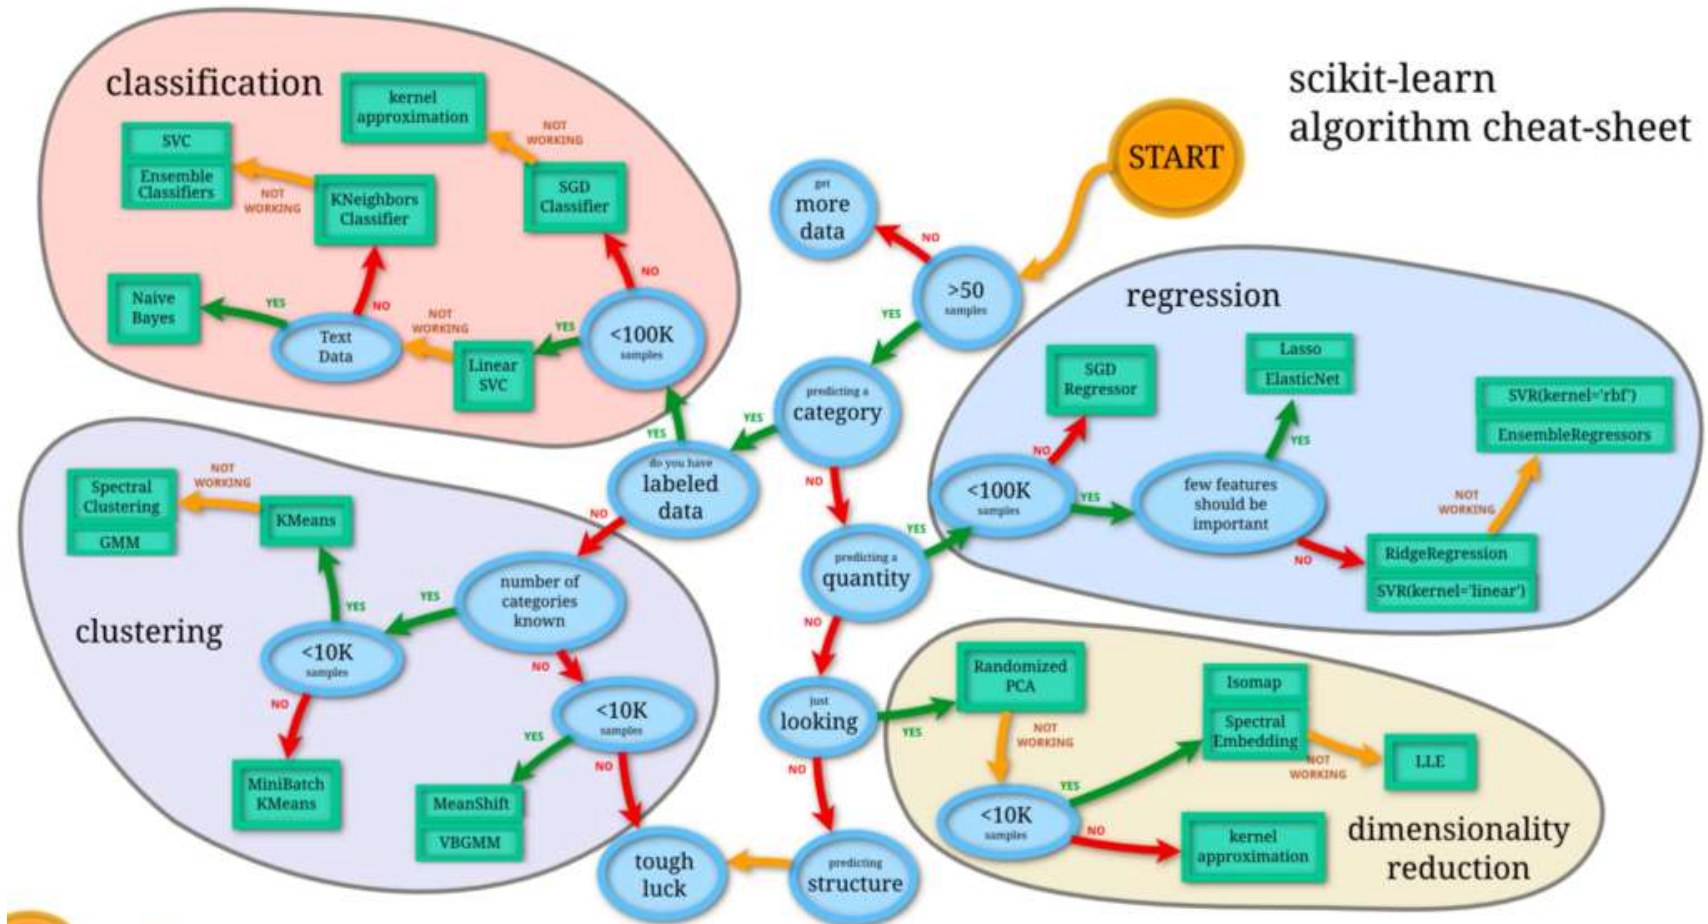 scikit-learn
algorithm cheat-sheet
START
classification
kernel
approximation
NOT
WORKING
SVC
Ensemble
Classifiers
NOT
WORKING
KNeighbors
Classifier
SGD
Classifier
NO
NO
Naive
Bayes
YES
Text
Data
NOT
WORKING
Linear
SVC
YES
<100K
samples
YES
get
more
data
NO
>50
samples
YES
predicting a
category
YES
NO
do you have
labeled
data
NO
predicting a
quantity
YES
NO
just
looking
YES
NO
predicting
structure
tough
luck
regression
SGD
Regressor
NO
<100K
samples
YES
Lasso
ElasticNet
YES
few features
should be
important
NO
SVR(kernel='rbf')
EnsembleRegressors
NOT
WORKING
RidgeRegression
SVR(kernel='linear')
clustering
Spectral
Clustering
GMM
NOT
WORKING
KMeans
YES
<10K
samples
YES
number of
categories
known
NO
NO
MiniBatch
KMeans
<10K
samples
YES
NO
MeanShift
VBGMM
Randomized
PCA
NOT
WORKING
<10K
samples
YES
NO
Isomap
Spectral
Embedding
NOT
WORKING
LLE
kernel
approximation
dimensionality
reduction